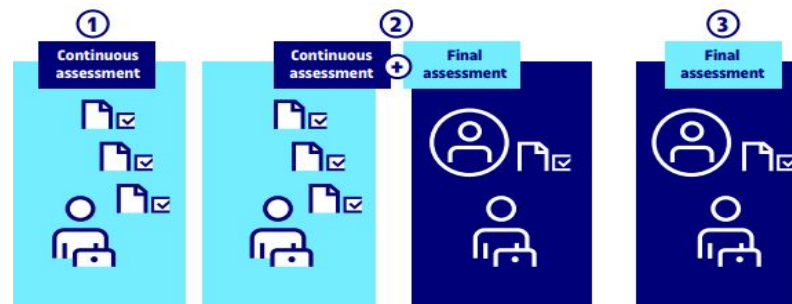 1
Continuous
assessment
2
Continuous
assessment
+
Final
assessment
3
Final
assessment